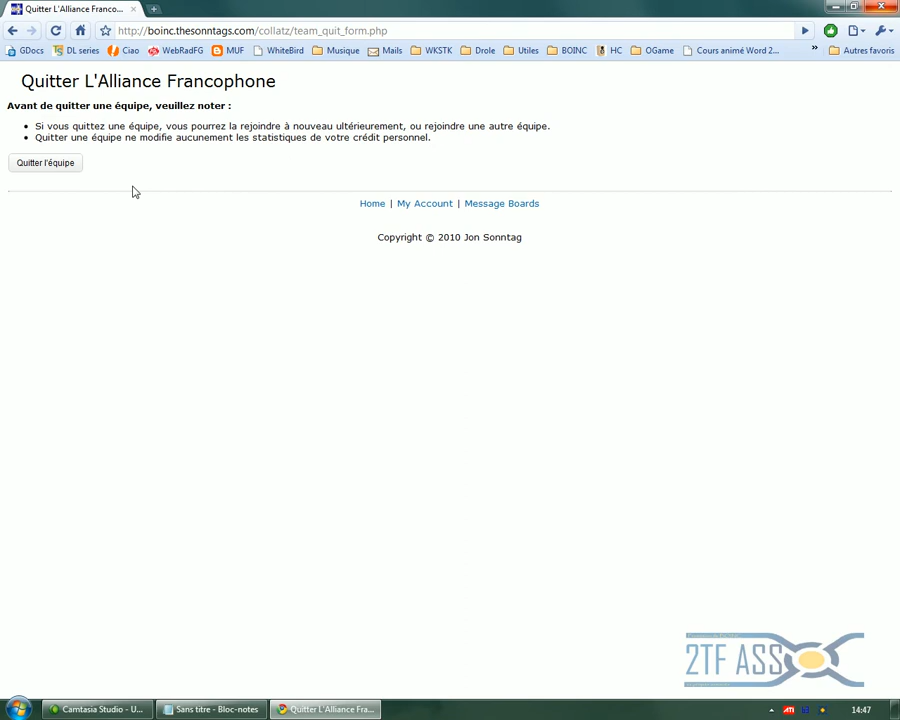 Quitter L'Alliance Franco...
http://boinc.thesonntags.com/collatz/team_quit_form.php
GDocs DL series Ciao WebRadFG MUF WhiteBird Musique Mails WKSTK Drole Utiles BOINC HC OGame Cours animé Word 2... » Autres favoris
Quitter L'Alliance Francophone
Avant de quitter une équipe, veuillez noter :
• Si vous quittez une équipe, vous pourrez la rejoindre à nouveau ultérieurement, ou rejoindre une autre équipe.
• Quitter une équipe ne modifie aucunement les statistiques de votre crédit personnel.
Quitter l'équipe
Home | My Account | Message Boards
Copyright © 2010 Jon Sonntag
2TF ASS
Camtasia Studio - U... Sans titre - Bloc-notes Quitter L'Alliance Fra... ATI 14:47